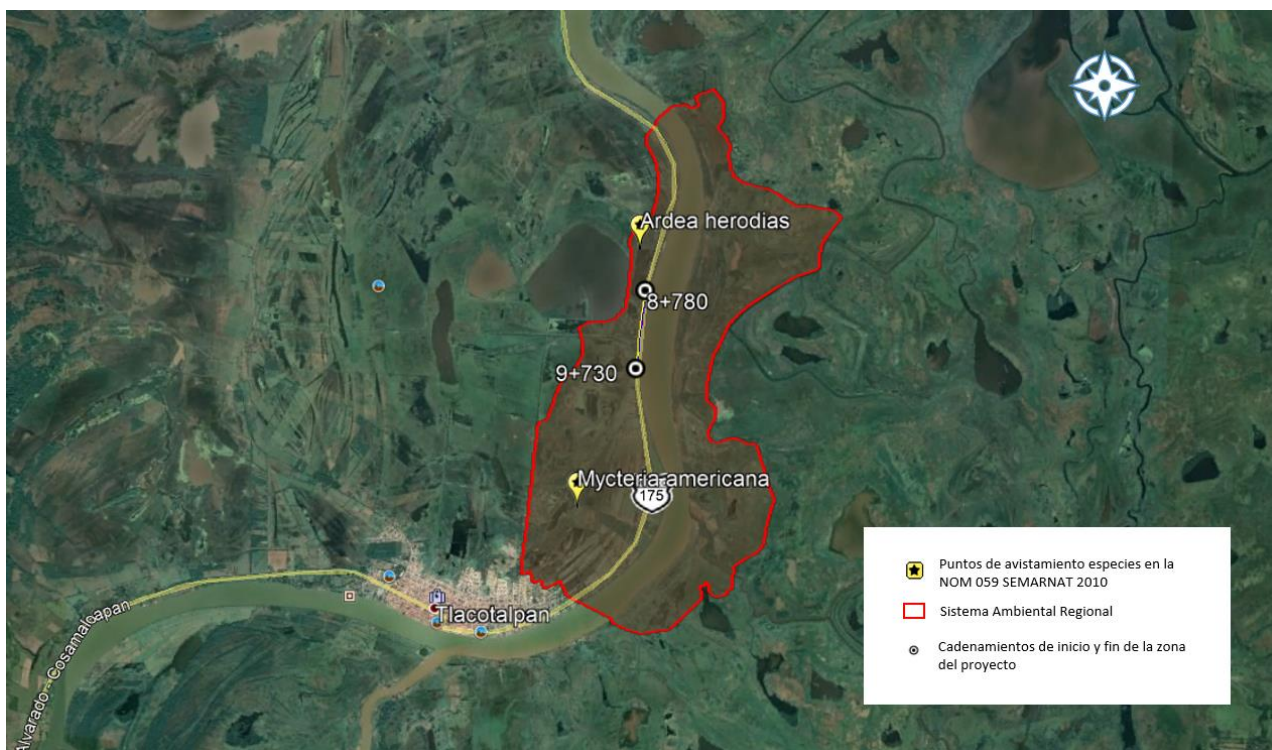 Ardea herodias
8+780
9+730
Mycteria americana
175
Tlacotalpan
Alvarado - Cosamaloapan
Puntos de avistamiento especies en la
NOM 059 SEMARNAT 2010
Sistema Ambiental Regional
Cadenamientos de inicio y fin de la zona
del proyecto